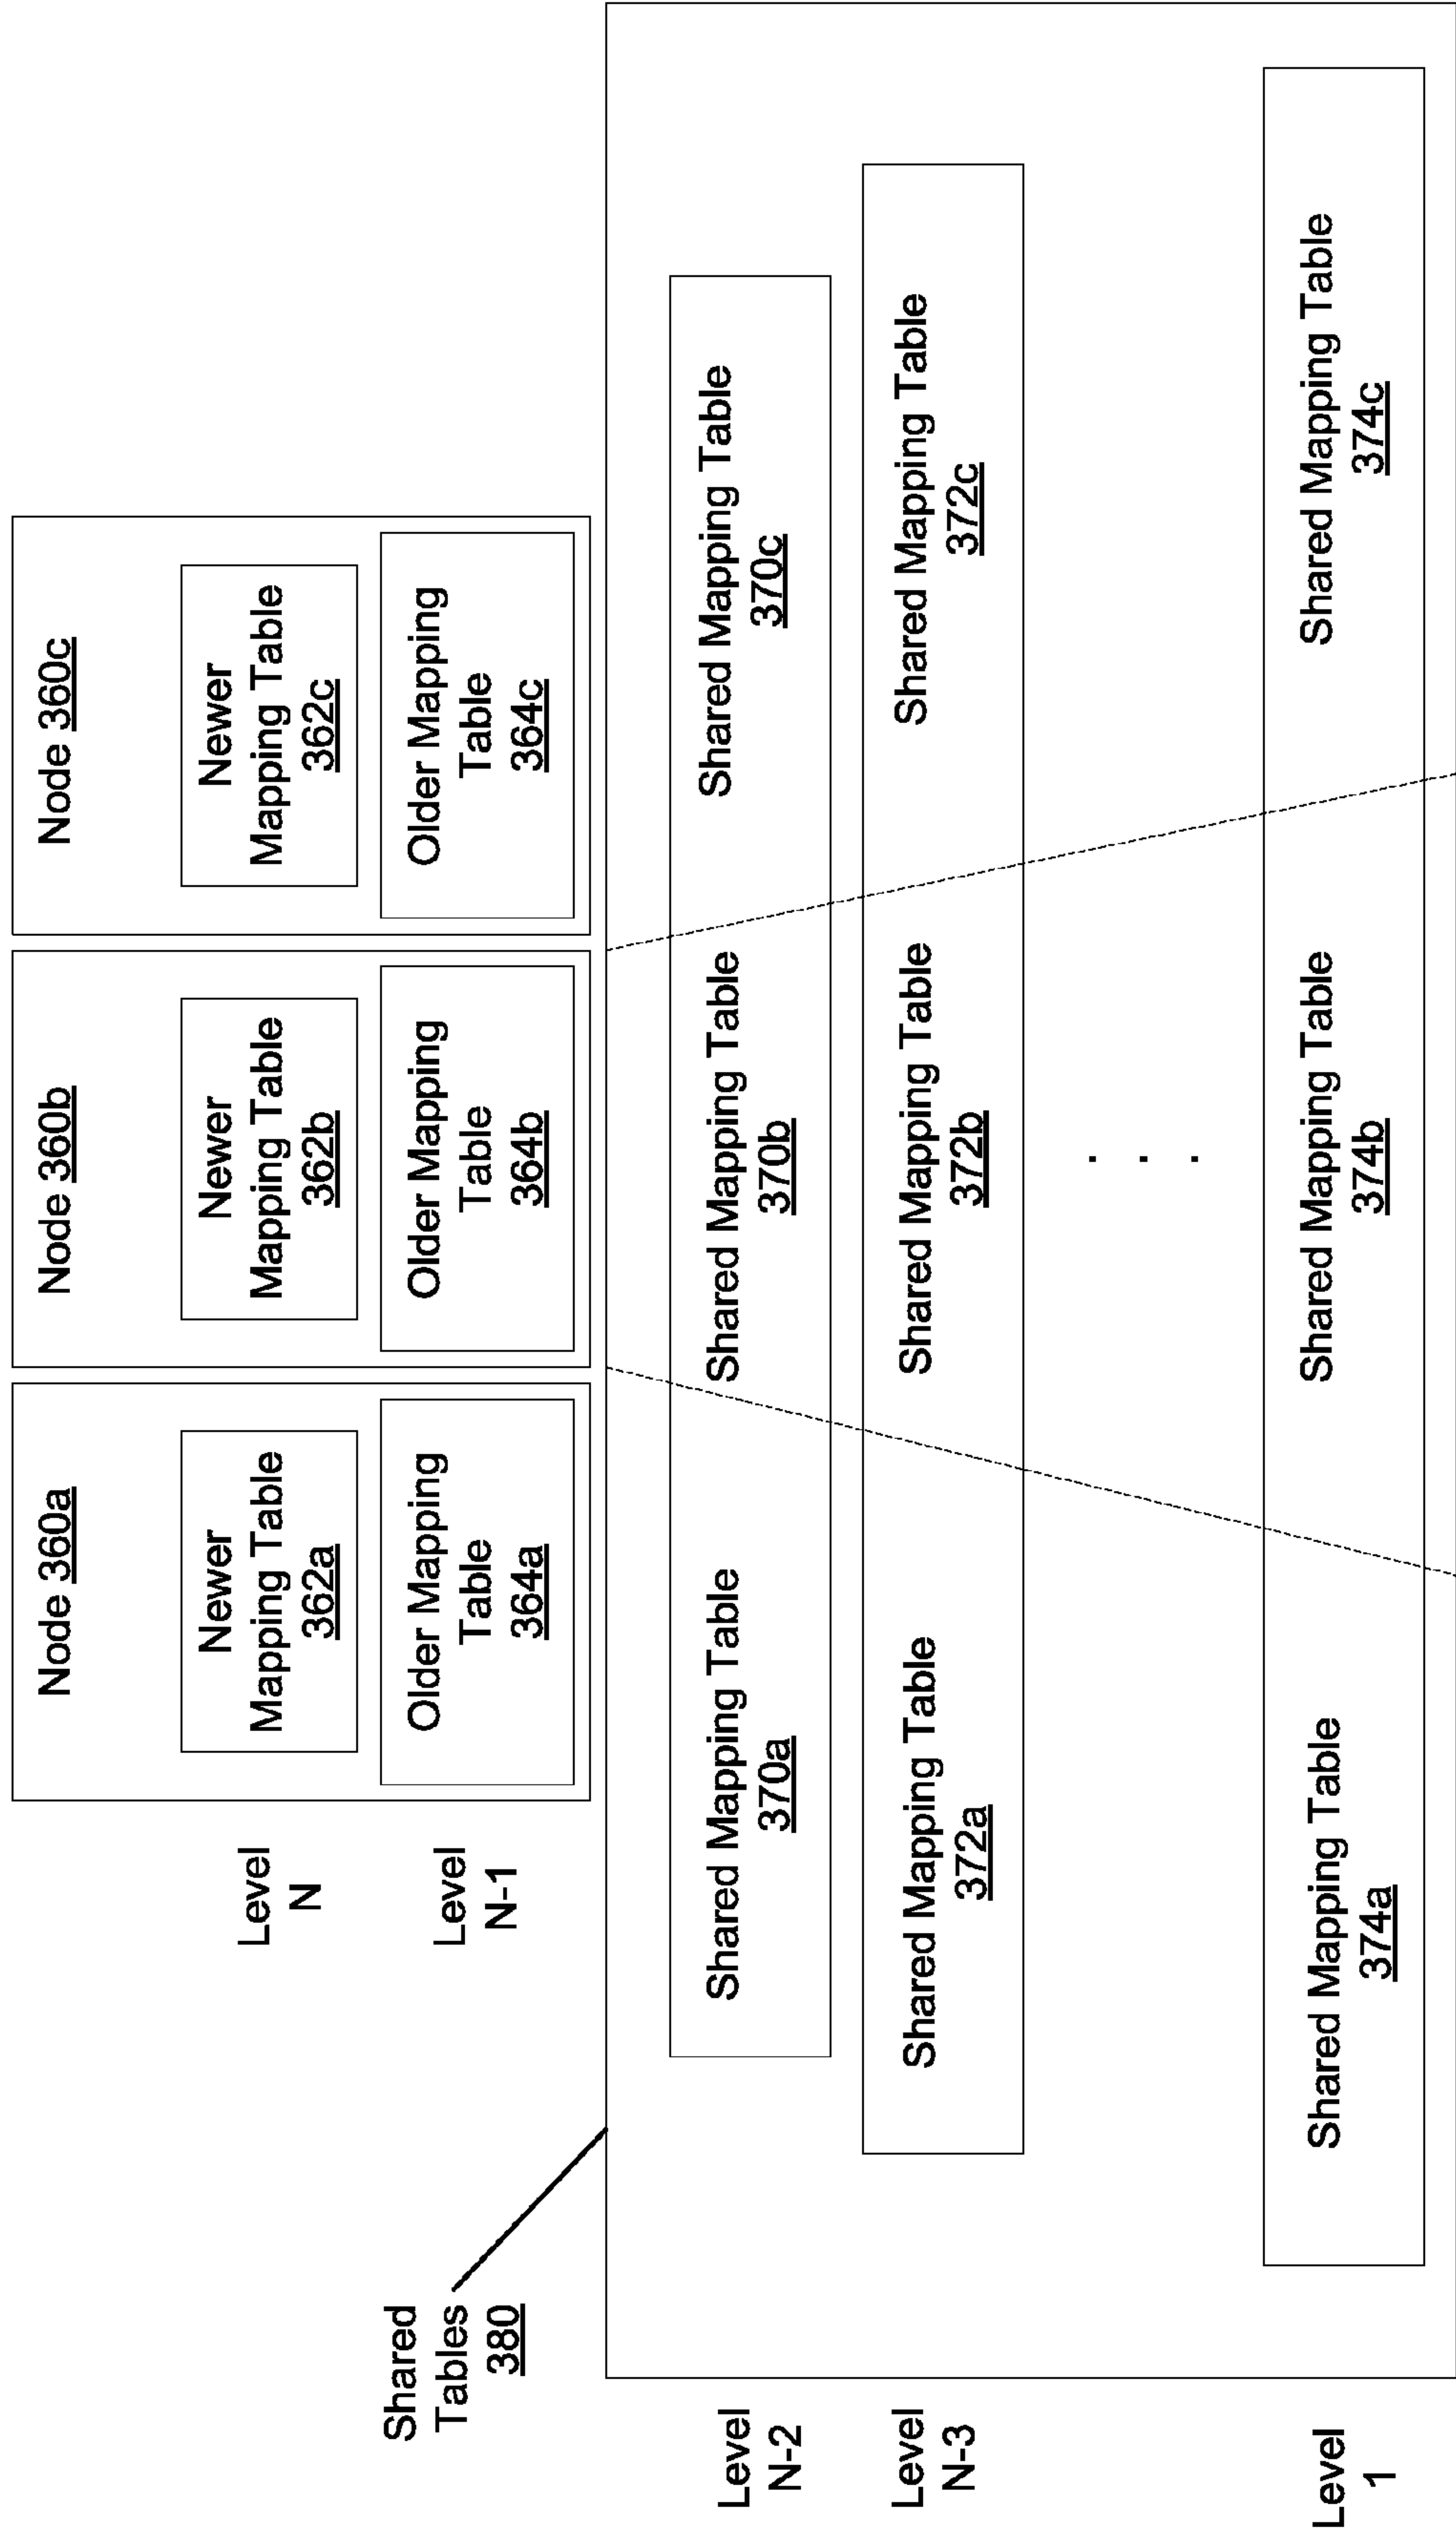 Node 360a
Newer
Mapping Table
362a
Older Mapping
Table
364a
Node 360b
Newer
Mapping Table
362b
Older Mapping
Table
364b
Node 360c
Newer
Mapping Table
362c
Older Mapping
Table
364c
Level
N
Level
N-1
Shared
Tables
380
Level
N-2
Shared Mapping Table
370a
Shared Mapping Table
370b
Shared Mapping Table
370c
Level
N-3
Shared Mapping Table
372a
Shared Mapping Table
372b
Shared Mapping Table
372c
. . .
Level
1
Shared Mapping Table
374a
Shared Mapping Table
374b
Shared Mapping Table
374c